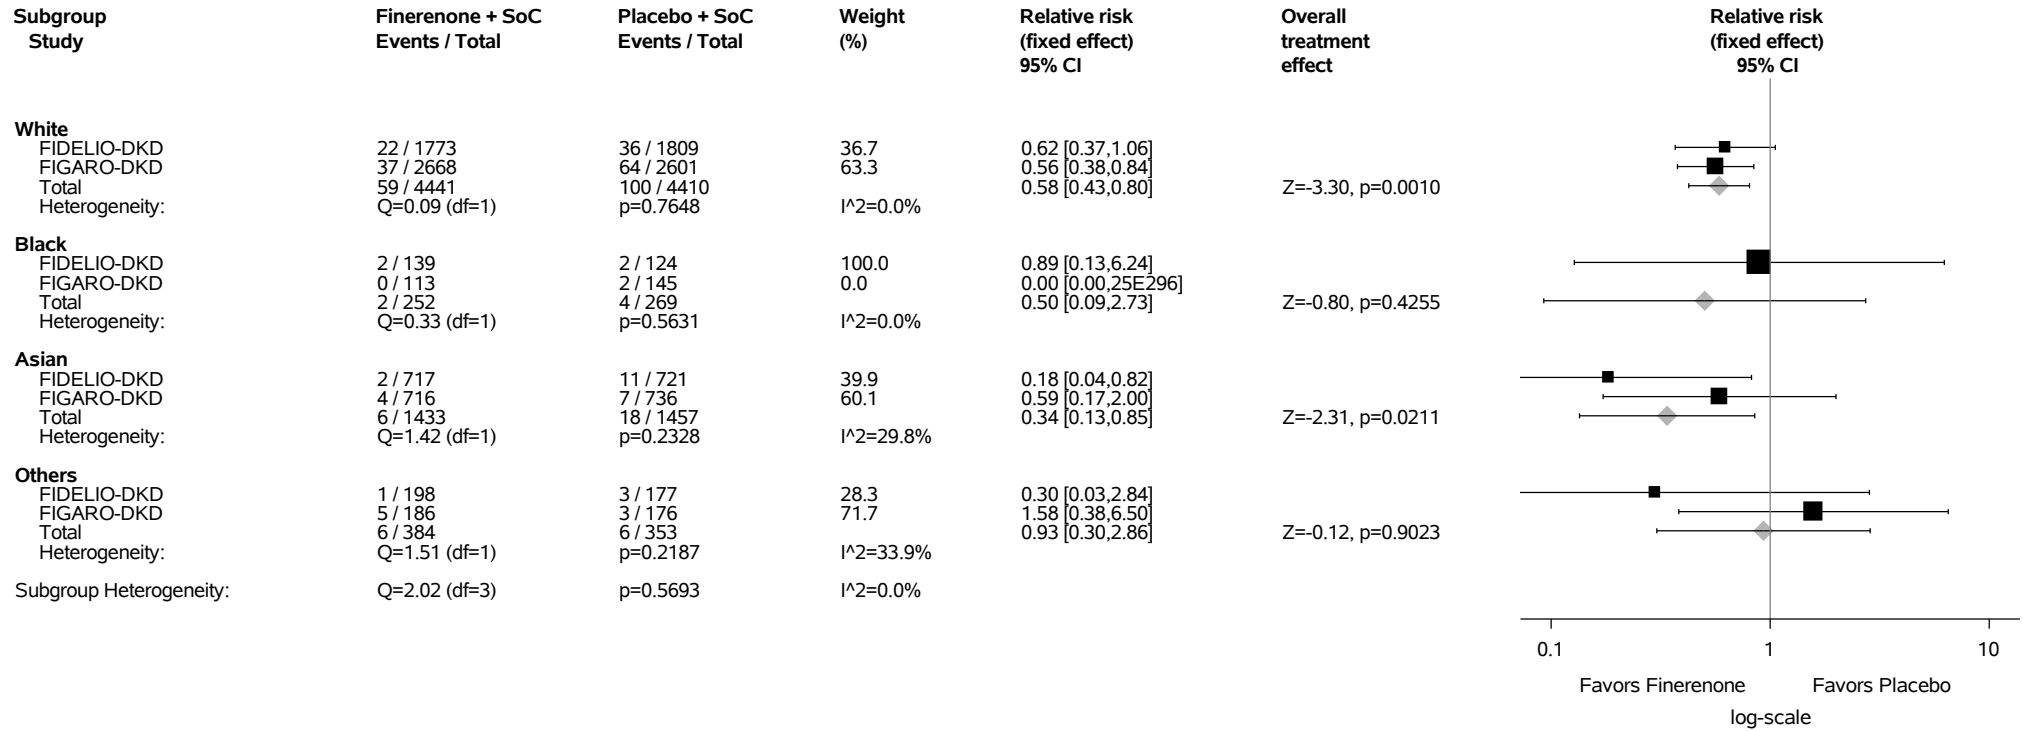 Subgroup Finerenone + SoC Placebo + SoC Weight Relative risk Overall Relative risk
Study Events / Total Events / Total (%) (fixed effect) treatment (fixed effect)
95% CI effect 95% CI
White
FIDELIO-DKD 22 / 1773 36 / 1809 36.7 0.62 [0.37,1.06]
FIGARO-DKD 37 / 2668 64 / 2601 63.3 0.56 [0.38,0.84]
Total 59 / 4441 100 / 4410 0.58 [0.43,0.80] Z=-3.30, p=0.0010
Heterogeneity: Q=0.09 (df=1) p=0.7648 I^2=0.0%
Black
FIDELIO-DKD 2 / 139 2 / 124 100.0 0.89 [0.13,6.24]
FIGARO-DKD 0 / 113 2 / 145 0.0 0.00 [0.00,25E296]
Total 2 / 252 4 / 269 0.50 [0.09,2.73] Z=-0.80, p=0.4255
Heterogeneity: Q=0.33 (df=1) p=0.5631 I^2=0.0%
Asian
FIDELIO-DKD 2 / 717 11 / 721 39.9 0.18 [0.04,0.82]
FIGARO-DKD 4 / 716 7 / 736 60.1 0.59 [0.17,2.00]
Total 6 / 1433 18 / 1457 0.34 [0.13,0.85] Z=-2.31, p=0.0211
Heterogeneity: Q=1.42 (df=1) p=0.2328 I^2=29.8%
Others
FIDELIO-DKD 1 / 198 3 / 177 28.3 0.30 [0.03,2.84]
FIGARO-DKD 5 / 186 3 / 176 71.7 1.58 [0.38,6.50]
Total 6 / 384 6 / 353 0.93 [0.30,2.86] Z=-0.12, p=0.9023
Heterogeneity: Q=1.51 (df=1) p=0.2187 I^2=33.9%
Subgroup Heterogeneity: Q=2.02 (df=3) p=0.5693 I^2=0.0%
0.1 1 10
Favors Finerenone Favors Placebo
log-scale